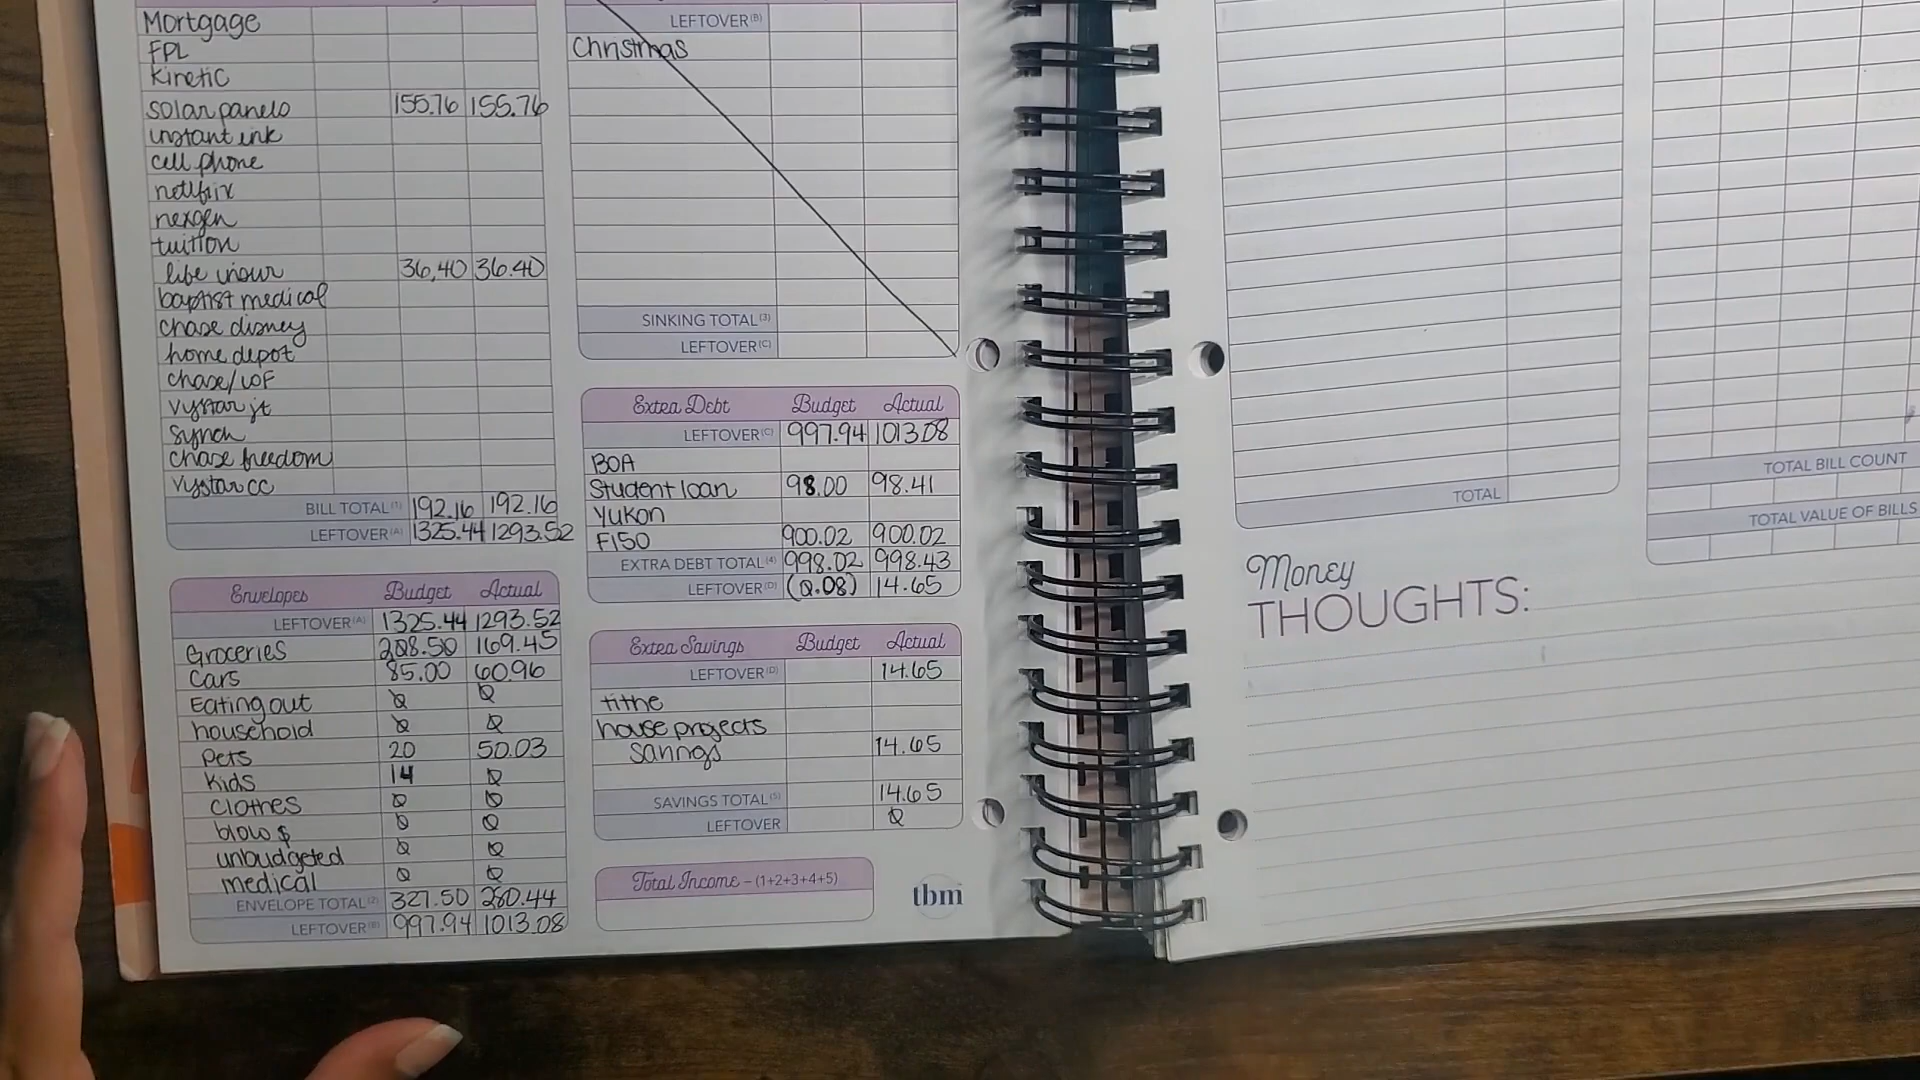 Mortgage
FPL
Kinetic
Solar panels 155.76 155.76
instant ink
cell phone
netflix
nexgen
tuition
life insur 36.40 36.40
baptist medical
chase disney
home depot
chase/WF
Vystar jt
Synch
chase freedom
Vystar cc
BILL TOTAL (1) 192.16 192.16
LEFTOVER (A) 1325.44 1293.52
Envelopes Budget Actual
LEFTOVER (A) 1325.44 1293.52
Groceries 208.50 169.45
Cars 85.00 60.96
Eating out 0 0
household 0 0
Pets 20 50.03
Kids 14 0
Clothes 0 0
blow $ 0 0
unbudgeted 0 0
medical 0 0
ENVELOPE TOTAL (2) 327.50 280.44
LEFTOVER (B) 997.94 1013.08
LEFTOVER (B)
Christmas
SINKING TOTAL (3)
LEFTOVER (C)
Extra Debt Budget Actual
LEFTOVER (C) 997.94 1013.08
BOA
Student loan 98.00 98.41
Yukon
F150 900.02 900.02
EXTRA DEBT TOTAL (4) 998.02 998.43
LEFTOVER (D) (0.08) 14.65
Extra Savings Budget Actual
LEFTOVER (D) 14.65
tithe
house projects
Savings 14.65
SAVINGS TOTAL (5) 14.65
LEFTOVER 0
Total Income – (1+2+3+4+5)
tbm
TOTAL
TOTAL BILL COUNT
TOTAL VALUE OF BILLS
Money
THOUGHTS: